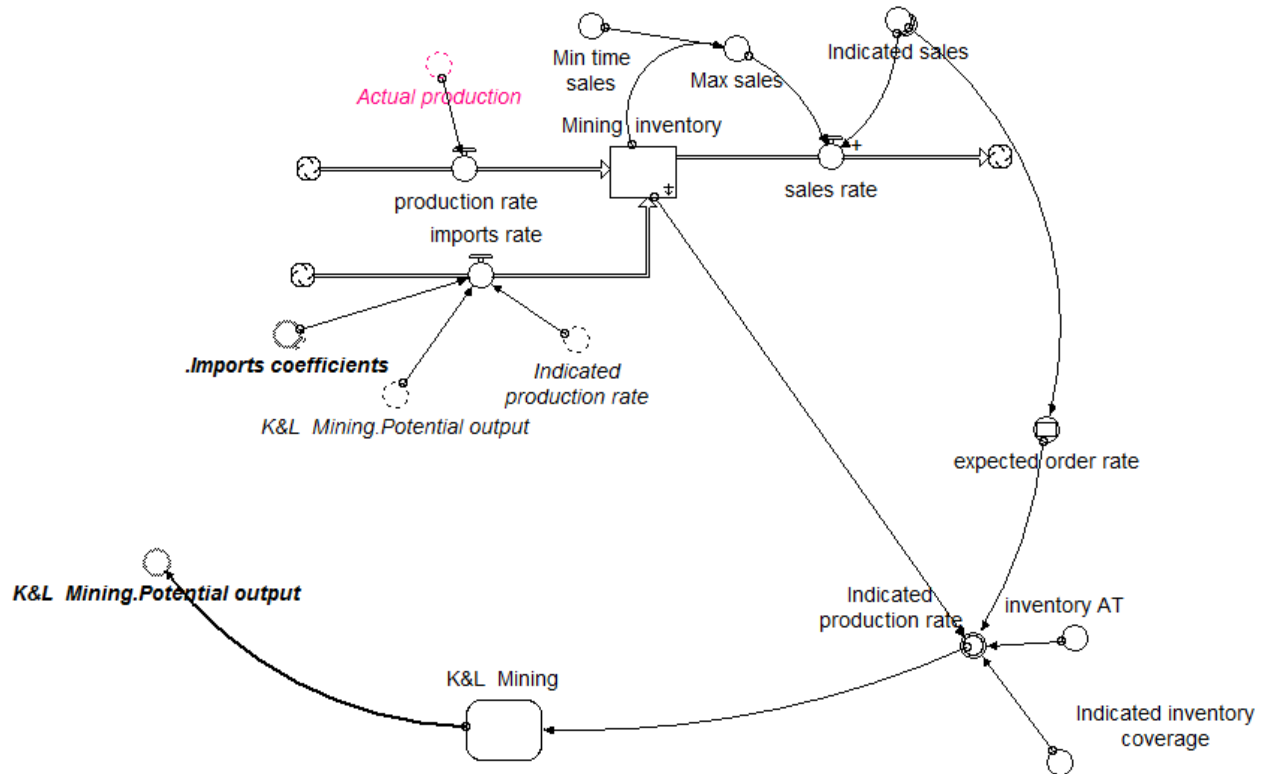 Min time
sales
Max sales
Indicated sales
Actual production
Mining inventory
production rate
sales rate
imports rate
.Imports coefficients
Indicated
production rate
K&L Mining.Potential output
expected order rate
K&L Mining.Potential output
Indicated
production rate
inventory AT
K&L Mining
Indicated inventory
coverage